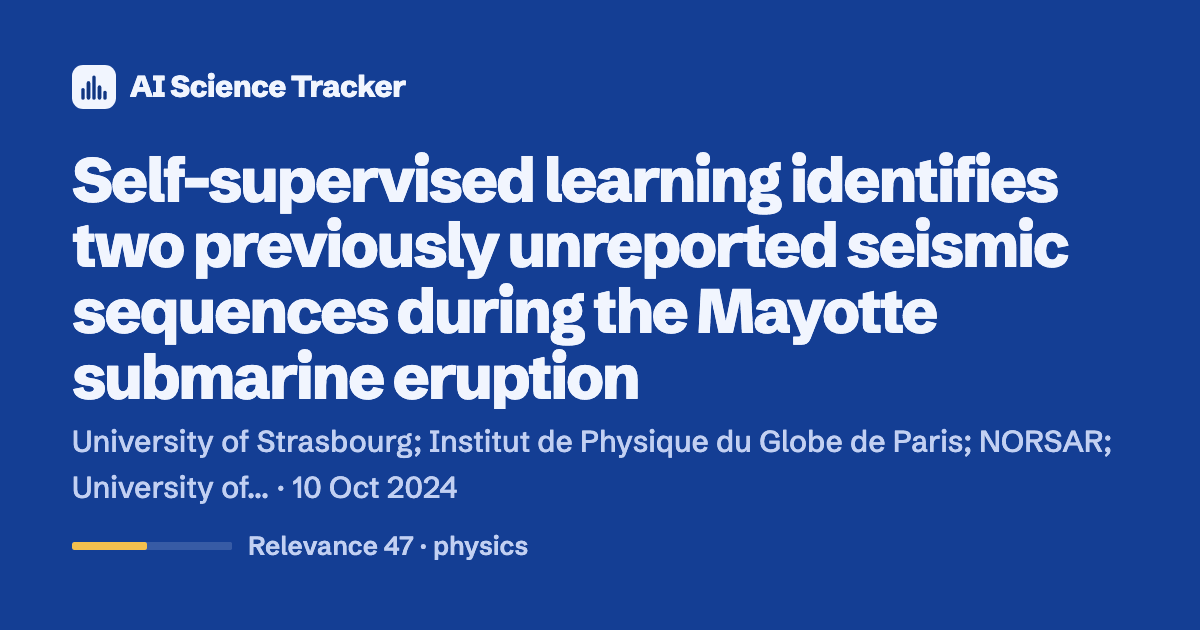 AI Science Tracker
Self-supervised learning identifies
two previously unreported seismic
sequences during the Mayotte
submarine eruption
University of Strasbourg; Institut de Physique du Globe de Paris; NORSAR;
University of... · 10 Oct 2024
Relevance 47 · physics